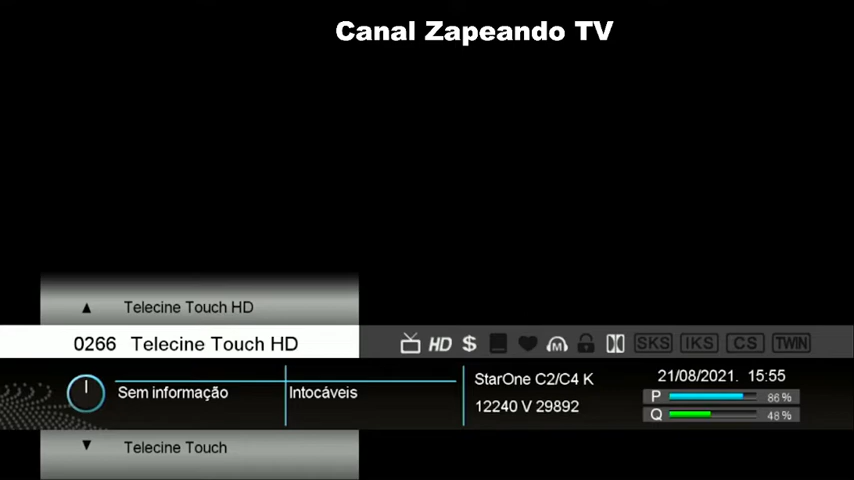 Canal Zapeando TV
▲ Telecine Touch HD
0266 Telecine Touch HD HD $ M SKS IKS CS TWIN
Sem informação Intocáveis StarOne C2/C4 K 21/08/2021. 15:55
12240 V 29892 P 86%
Q 48%
▼ Telecine Touch